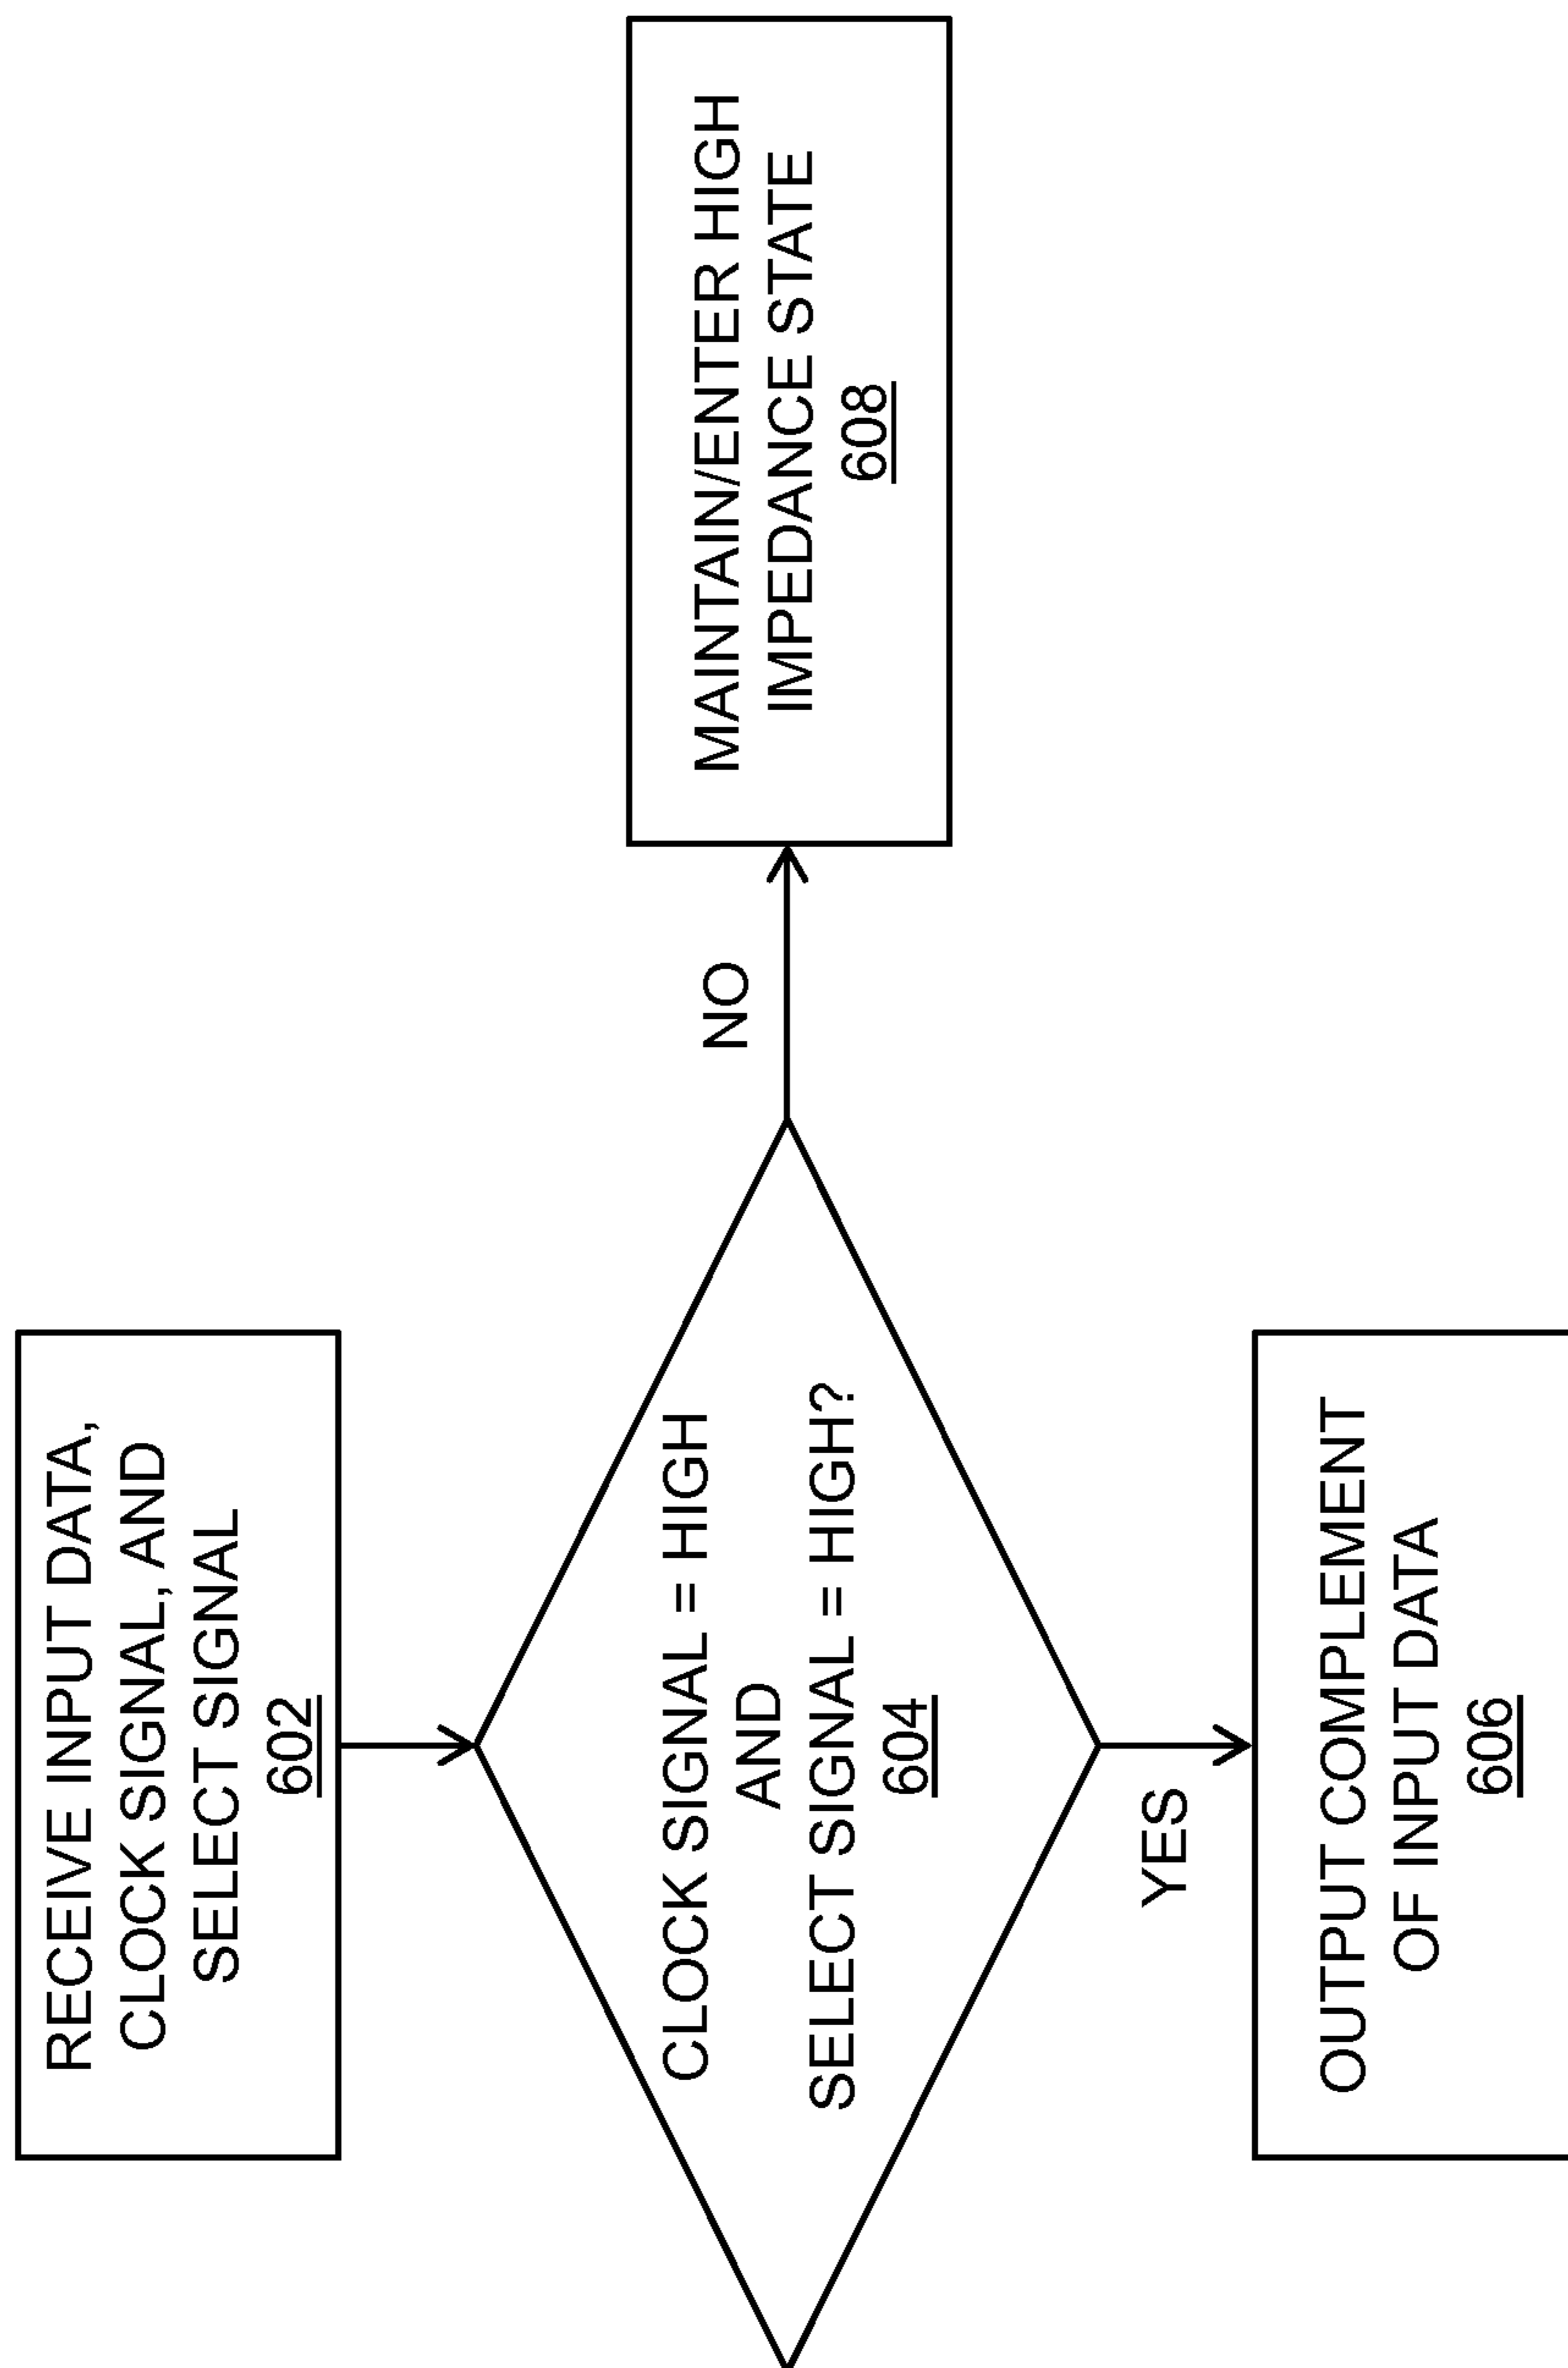 RECEIVE INPUT DATA,
CLOCK SIGNAL, AND
SELECT SIGNAL
602
CLOCK SIGNAL = HIGH
AND
SELECT SIGNAL = HIGH?
604
NO
MAINTAIN/ENTER HIGH
IMPEDANCE STATE
608
YES
OUTPUT COMPLEMENT
OF INPUT DATA
606